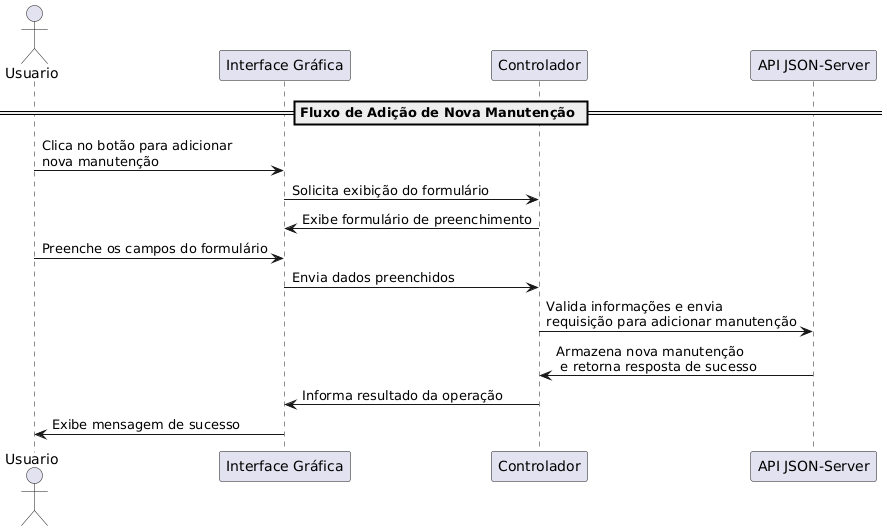 Usuario
Interface Gráfica
Controlador
API JSON-Server
Fluxo de Adição de Nova Manutenção
Clica no botão para adicionar
nova manutenção
Solicita exibição do formulário
Exibe formulário de preenchimento
Preenche os campos do formulário
Envia dados preenchidos
Valida informações e envia
requisição para adicionar manutenção
Armazena nova manutenção
e retorna resposta de sucesso
Informa resultado da operação
Exibe mensagem de sucesso
Usuario
Interface Gráfica
Controlador
API JSON-Server